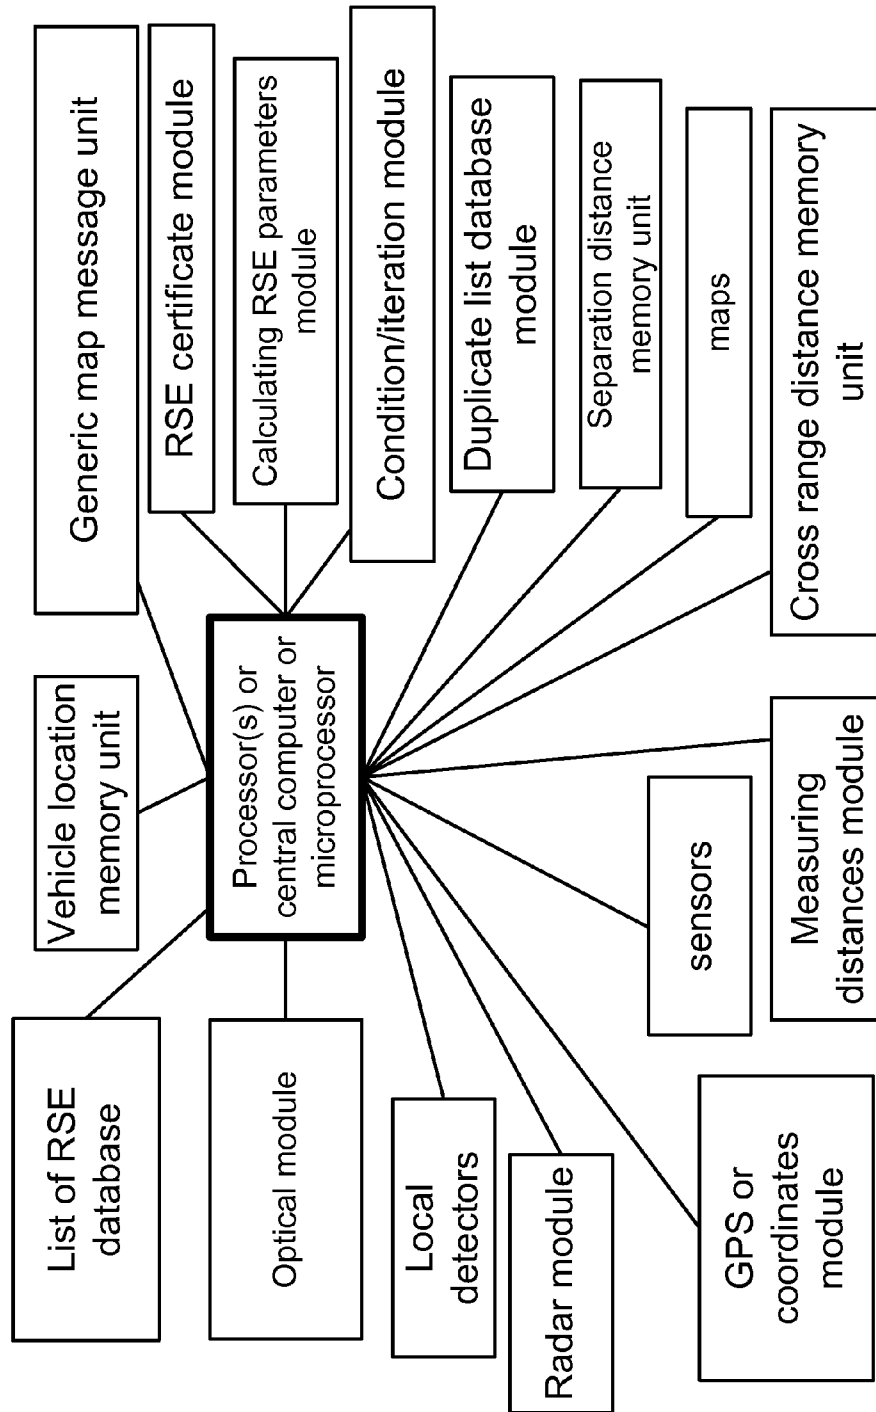 List of RSE
database
Vehicle location
memory unit
Generic map message unit
RSE certificate module
Calculating RSE parameters
module
Condition/iteration module
Processor(s) or
central computer or
microprocessor
Optical module
Local
detectors
Radar module
GPS or
coordinates
module
sensors
Measuring
distances module
Duplicate list database
module
Separation distance
memory unit
maps
Cross range distance memory
unit